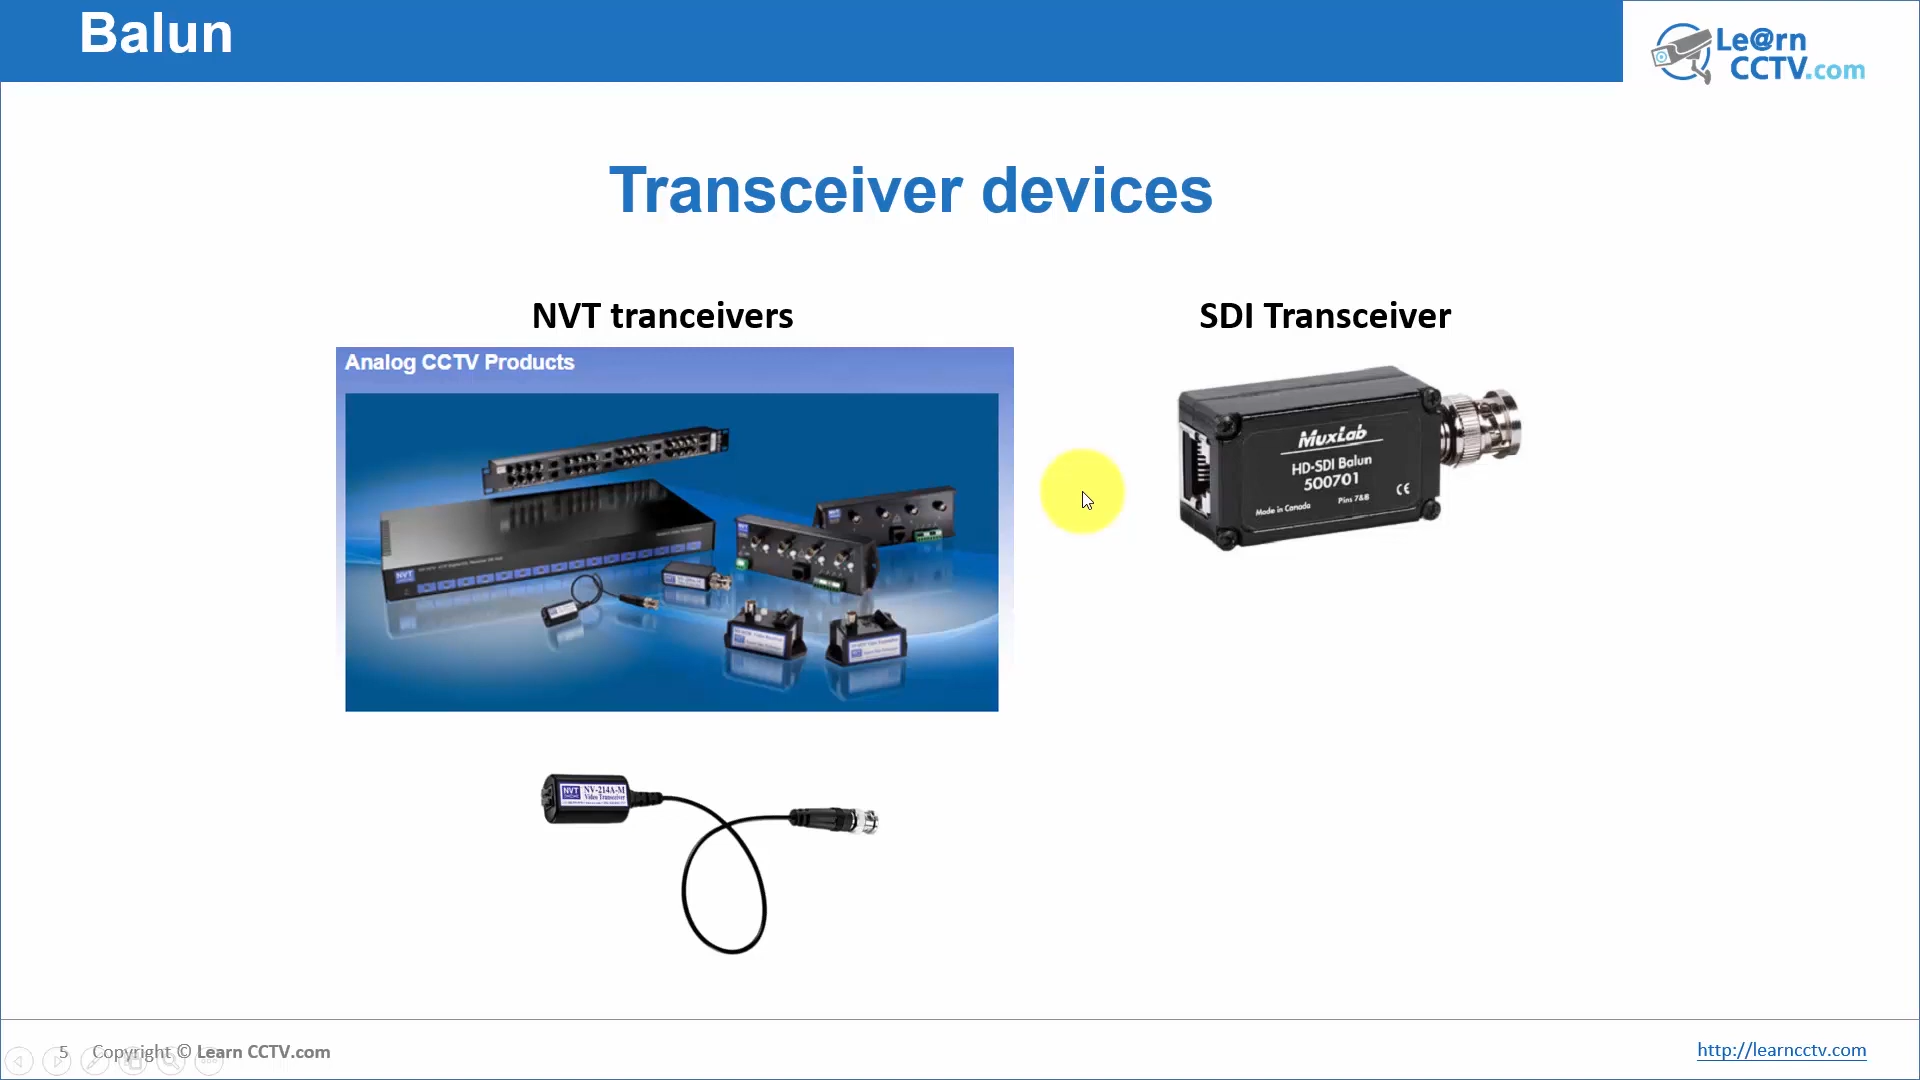 Balun
Le@rn
CCTV.com
Transceiver devices
NVT tranceivers
SDI Transceiver
Analog CCTV Products
MuxLab
HD-SDI Balun
500701
Pins 7&8
Made in Canada
CE
NVT
NVT
NV-214A-M
Video Transceiver
5
Copyright © Learn CCTV.com
http://learncctv.com